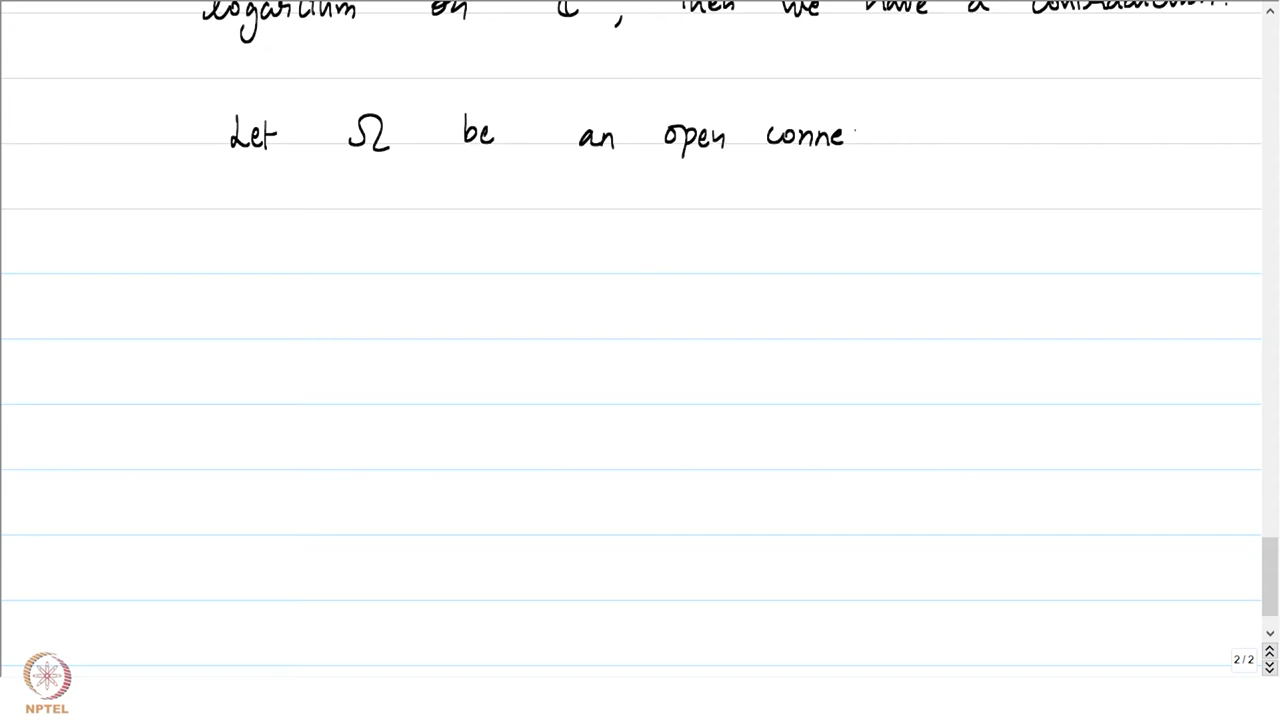 logarithm on ℂ, then we have a contradiction.
Let Ω be an open conne
2/2
NPTEL